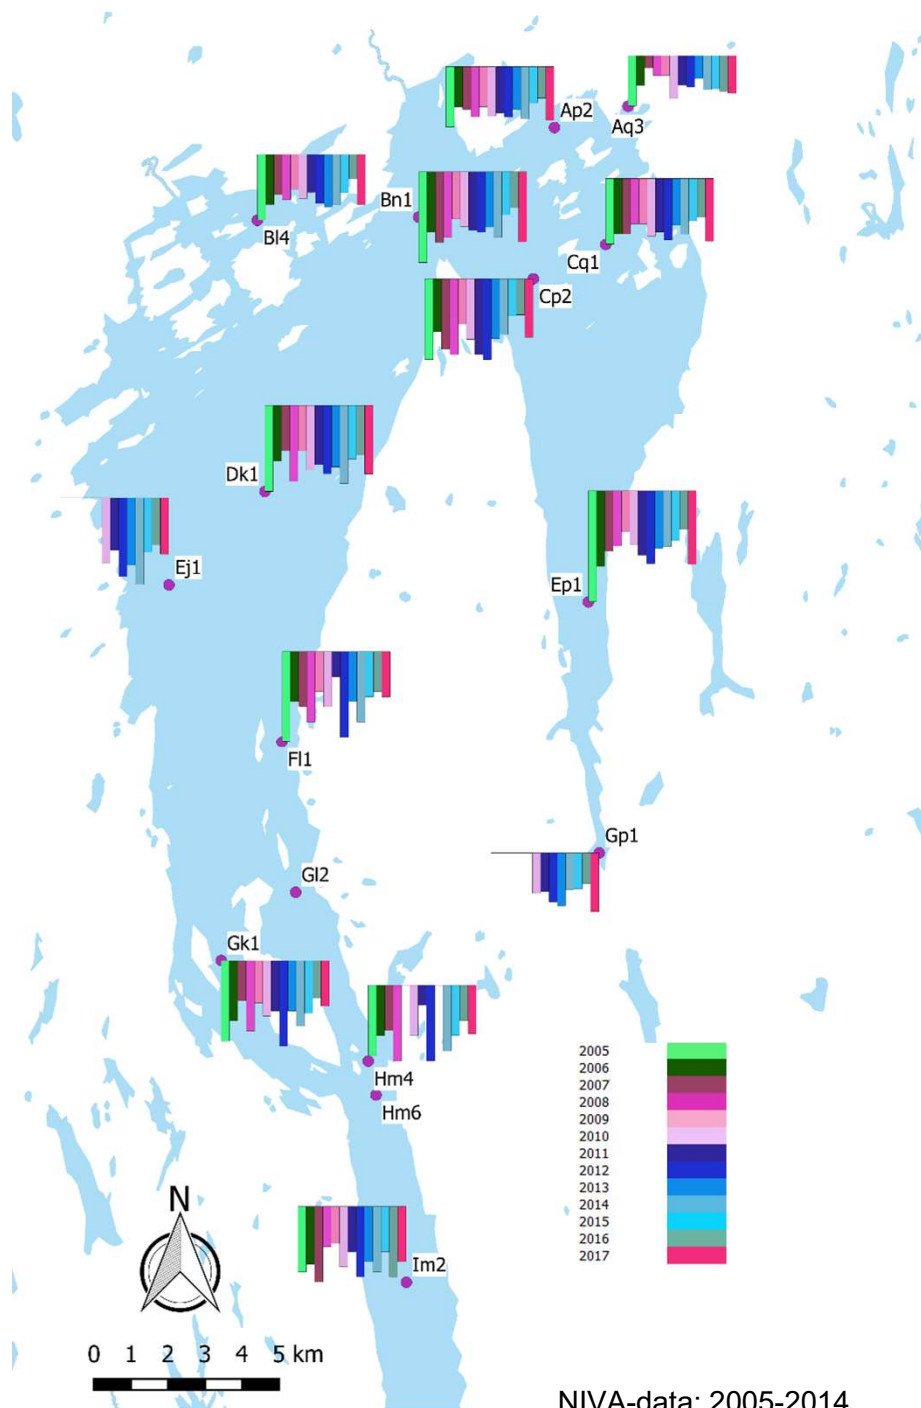 Ap2
Aq3
Bl4
Bn1
Cq1
Cp2
Dk1
Ej1
Ep1
Fl1
Gp1
Gl2
Gk1
Hm4
Hm6
Im2
2005
2006
2007
2008
2009
2010
2011
2012
2013
2014
2015
2016
2017
N
0 1 2 3 4 5 km
NIVA-data: 2005-2014